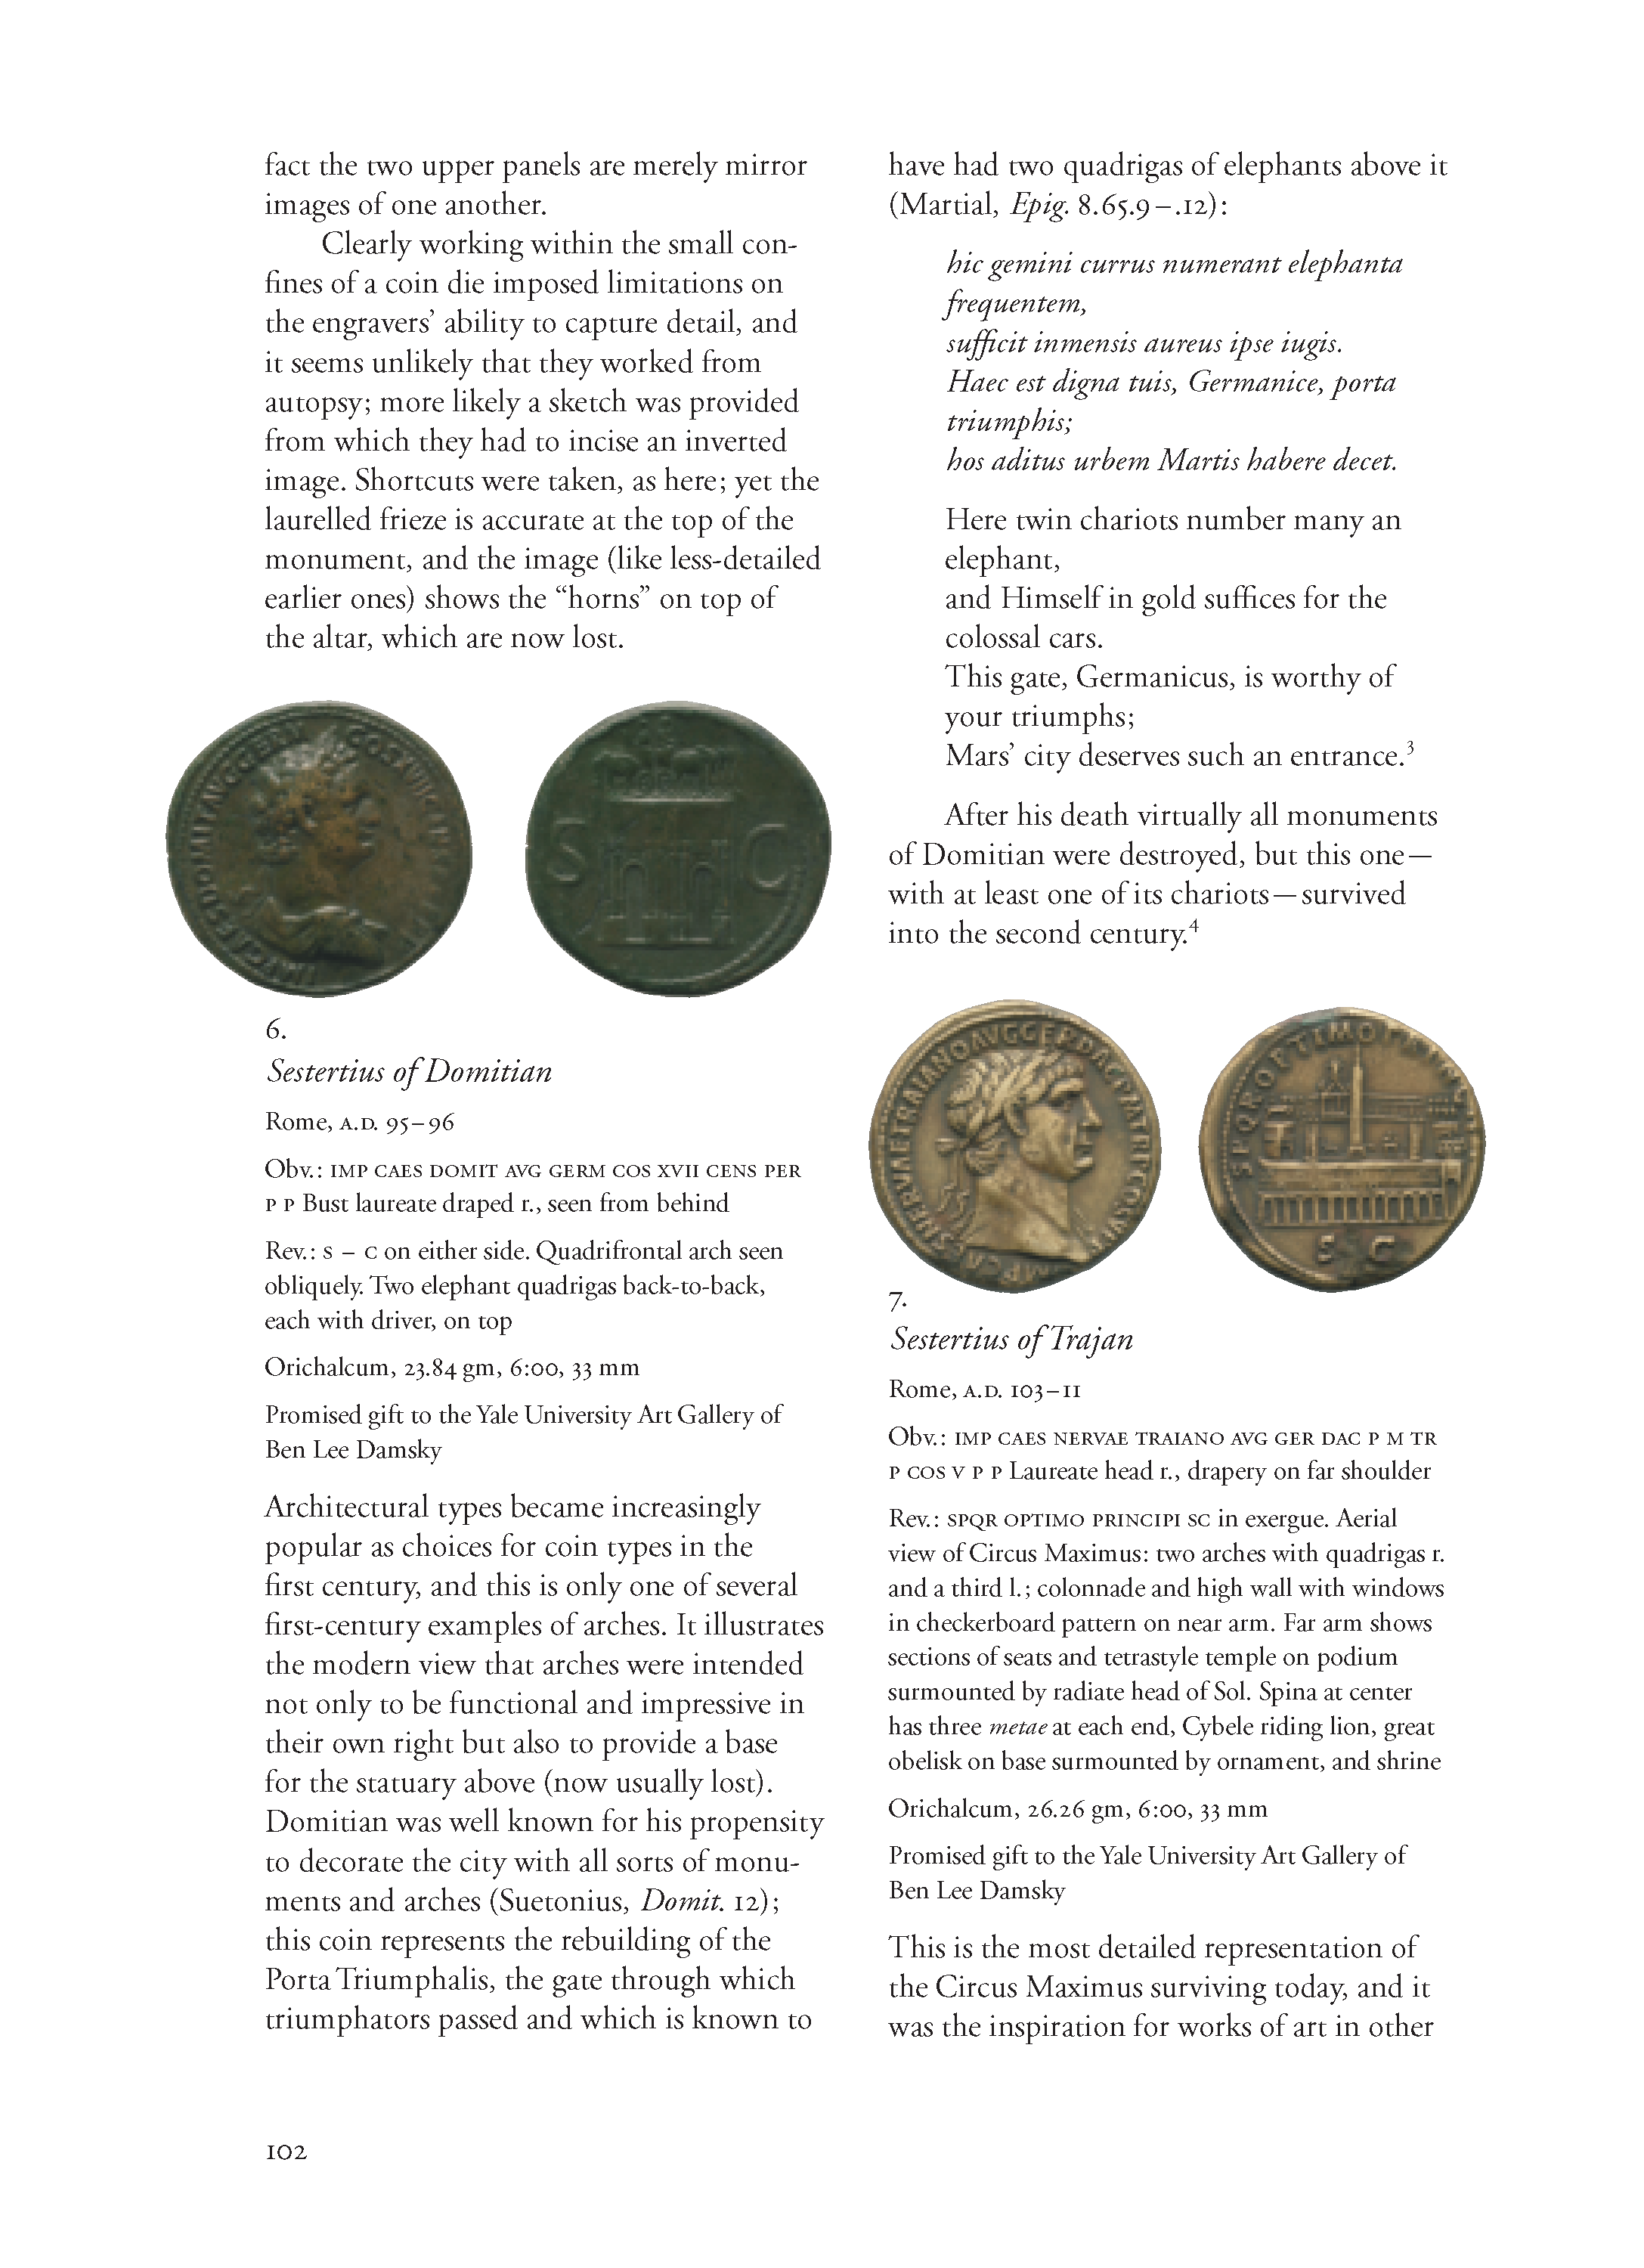 fact the two upper panels are merely mirror
images of one another.
Clearly working within the small con-
fines of a coin die imposed limitations on
the engravers’ ability to capture detail, and
it seems unlikely that they worked from
autopsy; more likely a sketch was provided
from which they had to incise an inverted
image. Shortcuts were taken, as here; yet the
laurelled frieze is accurate at the top of the
monument, and the image (like less-detailed
earlier ones) shows the “horns” on top of
the altar, which are now lost.
S C
6.
Sestertius of Domitian
Rome, A.D. 95–96
Obv.: IMP CAES DOMIT AVG GERM COS XVII CENS PER
P P Bust laureate draped r., seen from behind
Rev.: S – C on either side. Quadrifrontal arch seen
obliquely. Two elephant quadrigas back-to-back,
each with driver, on top
Orichalcum, 23.84 gm, 6:00, 33 mm
Promised gift to the Yale University Art Gallery of
Ben Lee Damsky
Architectural types became increasingly
popular as choices for coin types in the
first century, and this is only one of several
first-century examples of arches. It illustrates
the modern view that arches were intended
not only to be functional and impressive in
their own right but also to provide a base
for the statuary above (now usually lost).
Domitian was well known for his propensity
to decorate the city with all sorts of monu-
ments and arches (Suetonius, Domit. 12);
this coin represents the rebuilding of the
Porta Triumphalis, the gate through which
triumphators passed and which is known to
have had two quadrigas of elephants above it
(Martial, Epig. 8.65.9–.12):
hic gemini currus numerant elephanta
frequentem,
sufficit inmensis aureus ipse iugis.
Haec est digna tuis, Germanice, porta
triumphis;
hos aditus urbem Martis habere decet.
Here twin chariots number many an
elephant,
and Himself in gold suffices for the
colossal cars.
This gate, Germanicus, is worthy of
your triumphs;
Mars’ city deserves such an entrance.3
After his death virtually all monuments
of Domitian were destroyed, but this one—
with at least one of its chariots—survived
into the second century.4
SPQR OPTIMO
S C
7.
Sestertius of Trajan
Rome, A.D. 103–11
Obv.: IMP CAES NERVAE TRAIANO AVG GER DAC P M TR
P COS V P P Laureate head r., drapery on far shoulder
Rev.: SPQR OPTIMO PRINCIPI SC in exergue. Aerial
view of Circus Maximus: two arches with quadrigas r.
and a third l.; colonnade and high wall with windows
in checkerboard pattern on near arm. Far arm shows
sections of seats and tetrastyle temple on podium
surmounted by radiate head of Sol. Spina at center
has three metae at each end, Cybele riding lion, great
obelisk on base surmounted by ornament, and shrine
Orichalcum, 26.26 gm, 6:00, 33 mm
Promised gift to the Yale University Art Gallery of
Ben Lee Damsky
This is the most detailed representation of
the Circus Maximus surviving today, and it
was the inspiration for works of art in other
102